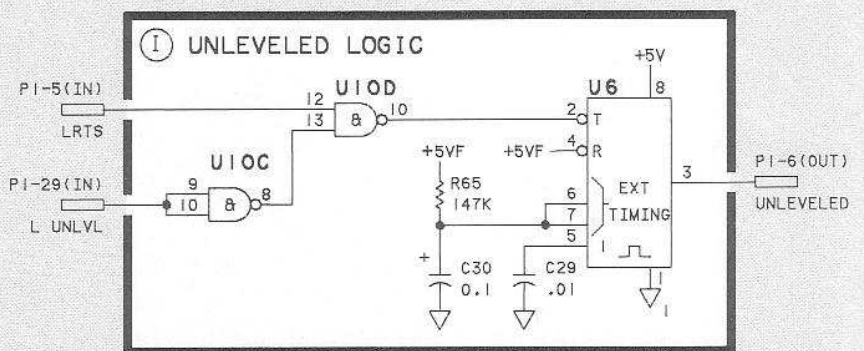 I UNLEVELED LOGIC
+5V
P1-5(IN)
U10D
U6
8
12
10
2
T
LRTS
13
&
4
R
+5VF
+5VF
P1-6(OUT)
U10C
3
P1-29(IN)
9
R65
6
EXT
10
&
8
147K
7
TIMING
UNLEVELED
L UNLVL
5
1
+
C30
C29
0.1
.01
1
1